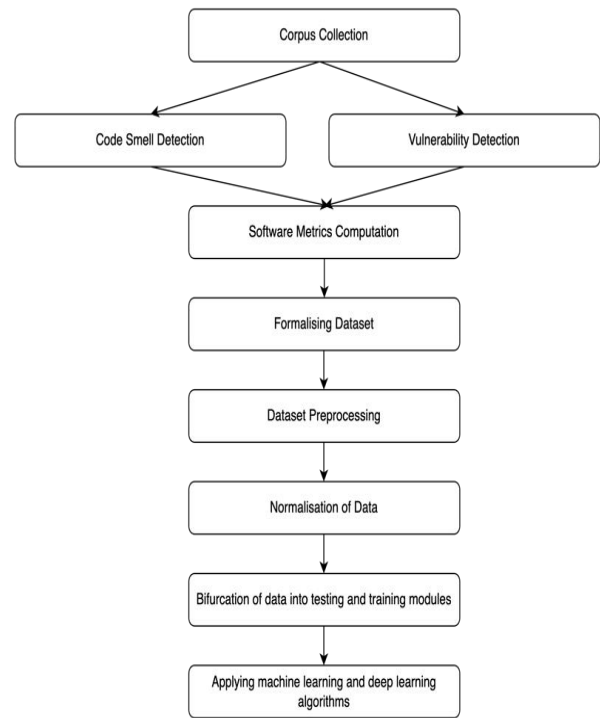 Corpus Collection
Code Smell Detection
Vulnerability Detection
Software Metrics Computation
Formalising Dataset
Dataset Preprocessing
Normalisation of Data
Bifurcation of data into testing and training modules
Applying machine learning and deep learning
algorithms